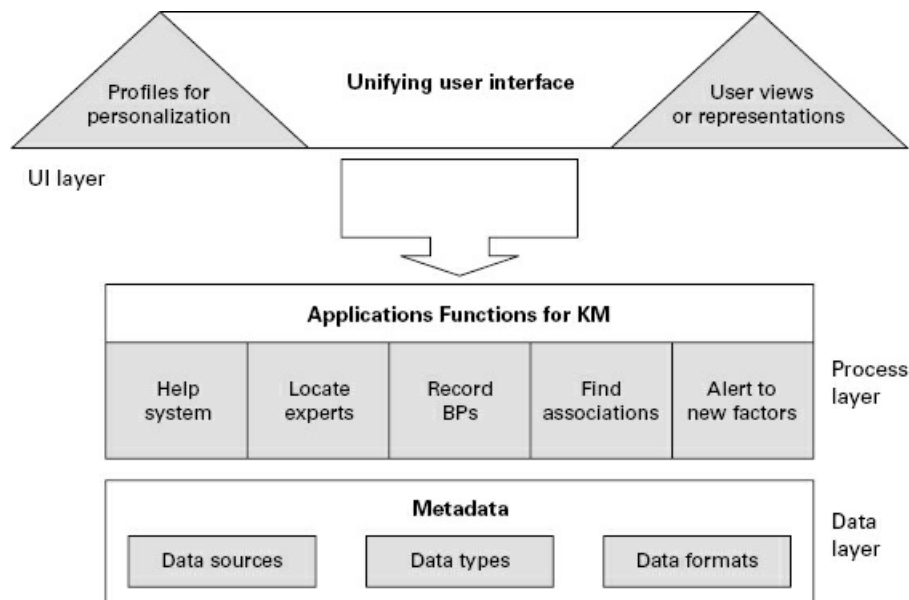 Profiles for
personalization
Unifying user interface
User views
or representations
UI layer
Applications Functions for KM
Help
system
Locate
experts
Record
BPs
Find
associations
Alert to
new factors
Process
layer
Metadata
Data sources
Data types
Data formats
Data
layer